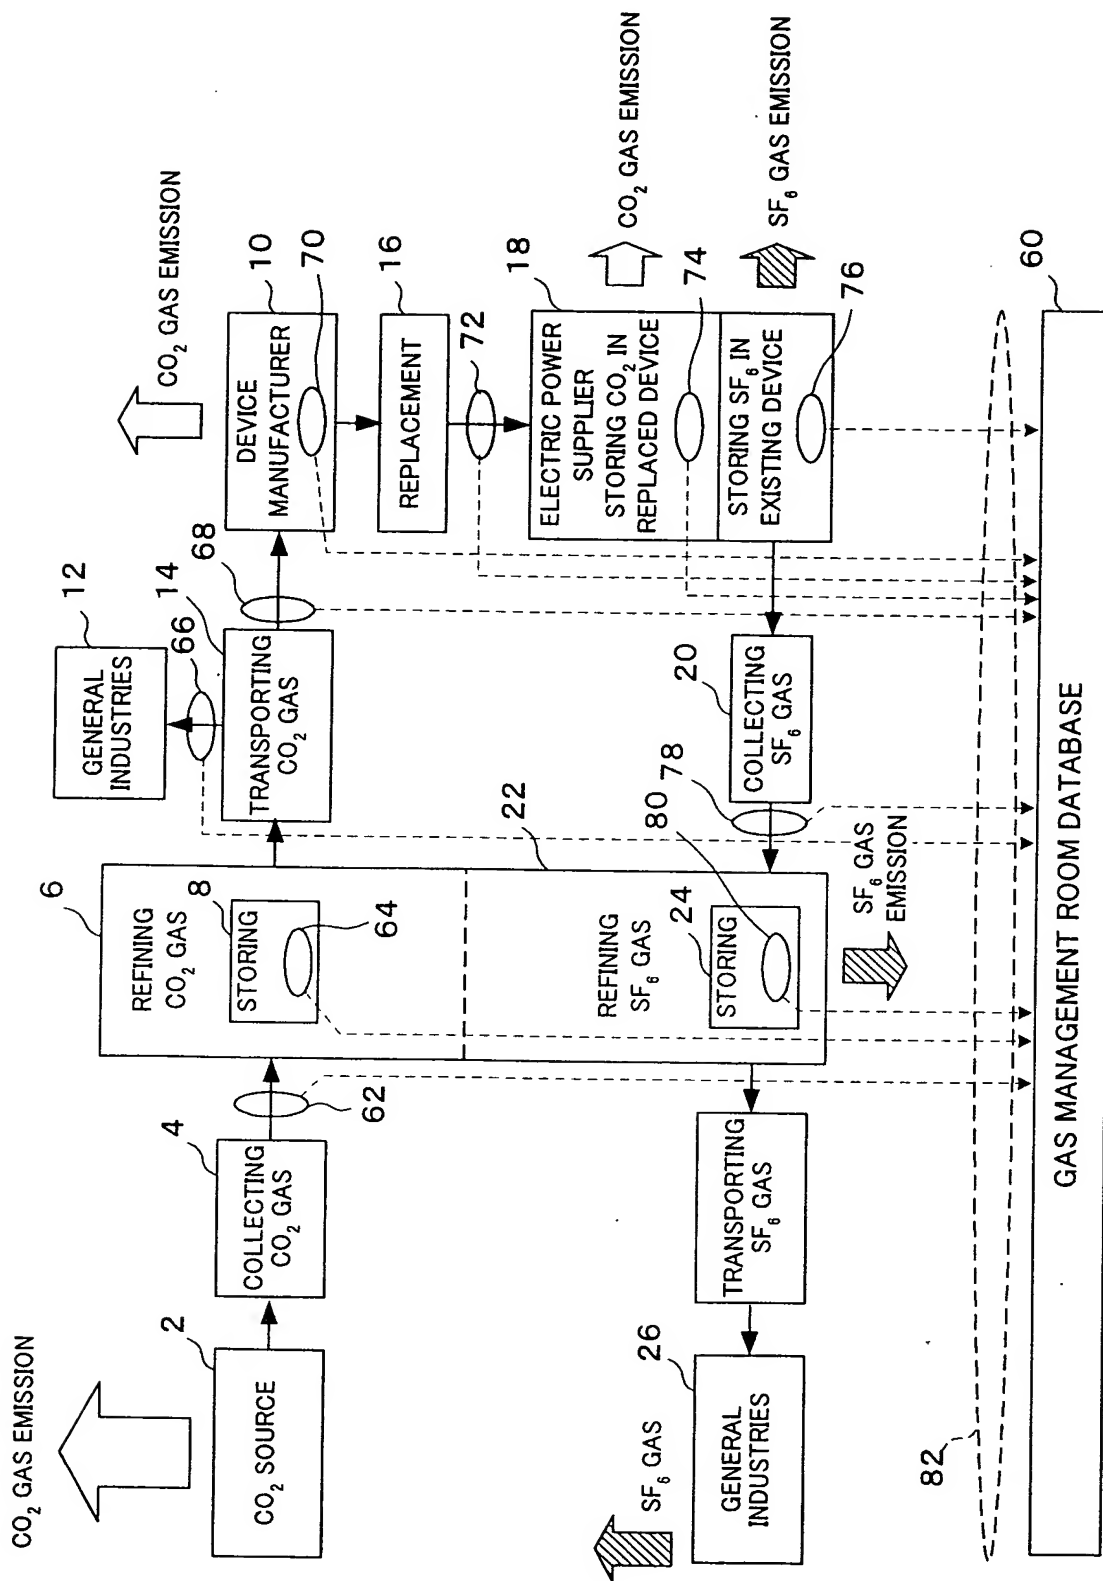 CO2 GAS EMISSION
2
CO2 SOURCE
4
COLLECTING
CO2 GAS
62
6
REFINING
CO2 GAS
8
STORING
64
12
GENERAL
INDUSTRIES
66
14
TRANSPORTING
CO2 GAS
68
CO2 GAS EMISSION
10
DEVICE
MANUFACTURER
70
16
REPLACEMENT
72
18
ELECTRIC POWER
SUPPLIER
STORING CO2 IN
REPLACED DEVICE
74
CO2 GAS EMISSION
STORING SF6 IN
EXISTING DEVICE
76
SF6 GAS EMISSION
20
COLLECTING
SF6 GAS
78
22
REFINING
SF6 GAS
24
STORING
80
SF6 GAS
EMISSION
TRANSPORTING
SF6 GAS
26
GENERAL
INDUSTRIES
SF6 GAS
82
60
GAS MANAGEMENT ROOM DATABASE